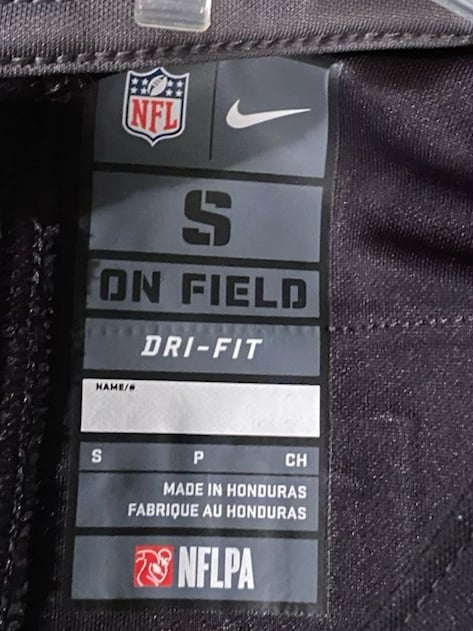 NFL
S
ON FIELD
DRI-FIT
NAME/#
S P CH
MADE IN HONDURAS
FABRIQUE AU HONDURAS
NFLPA